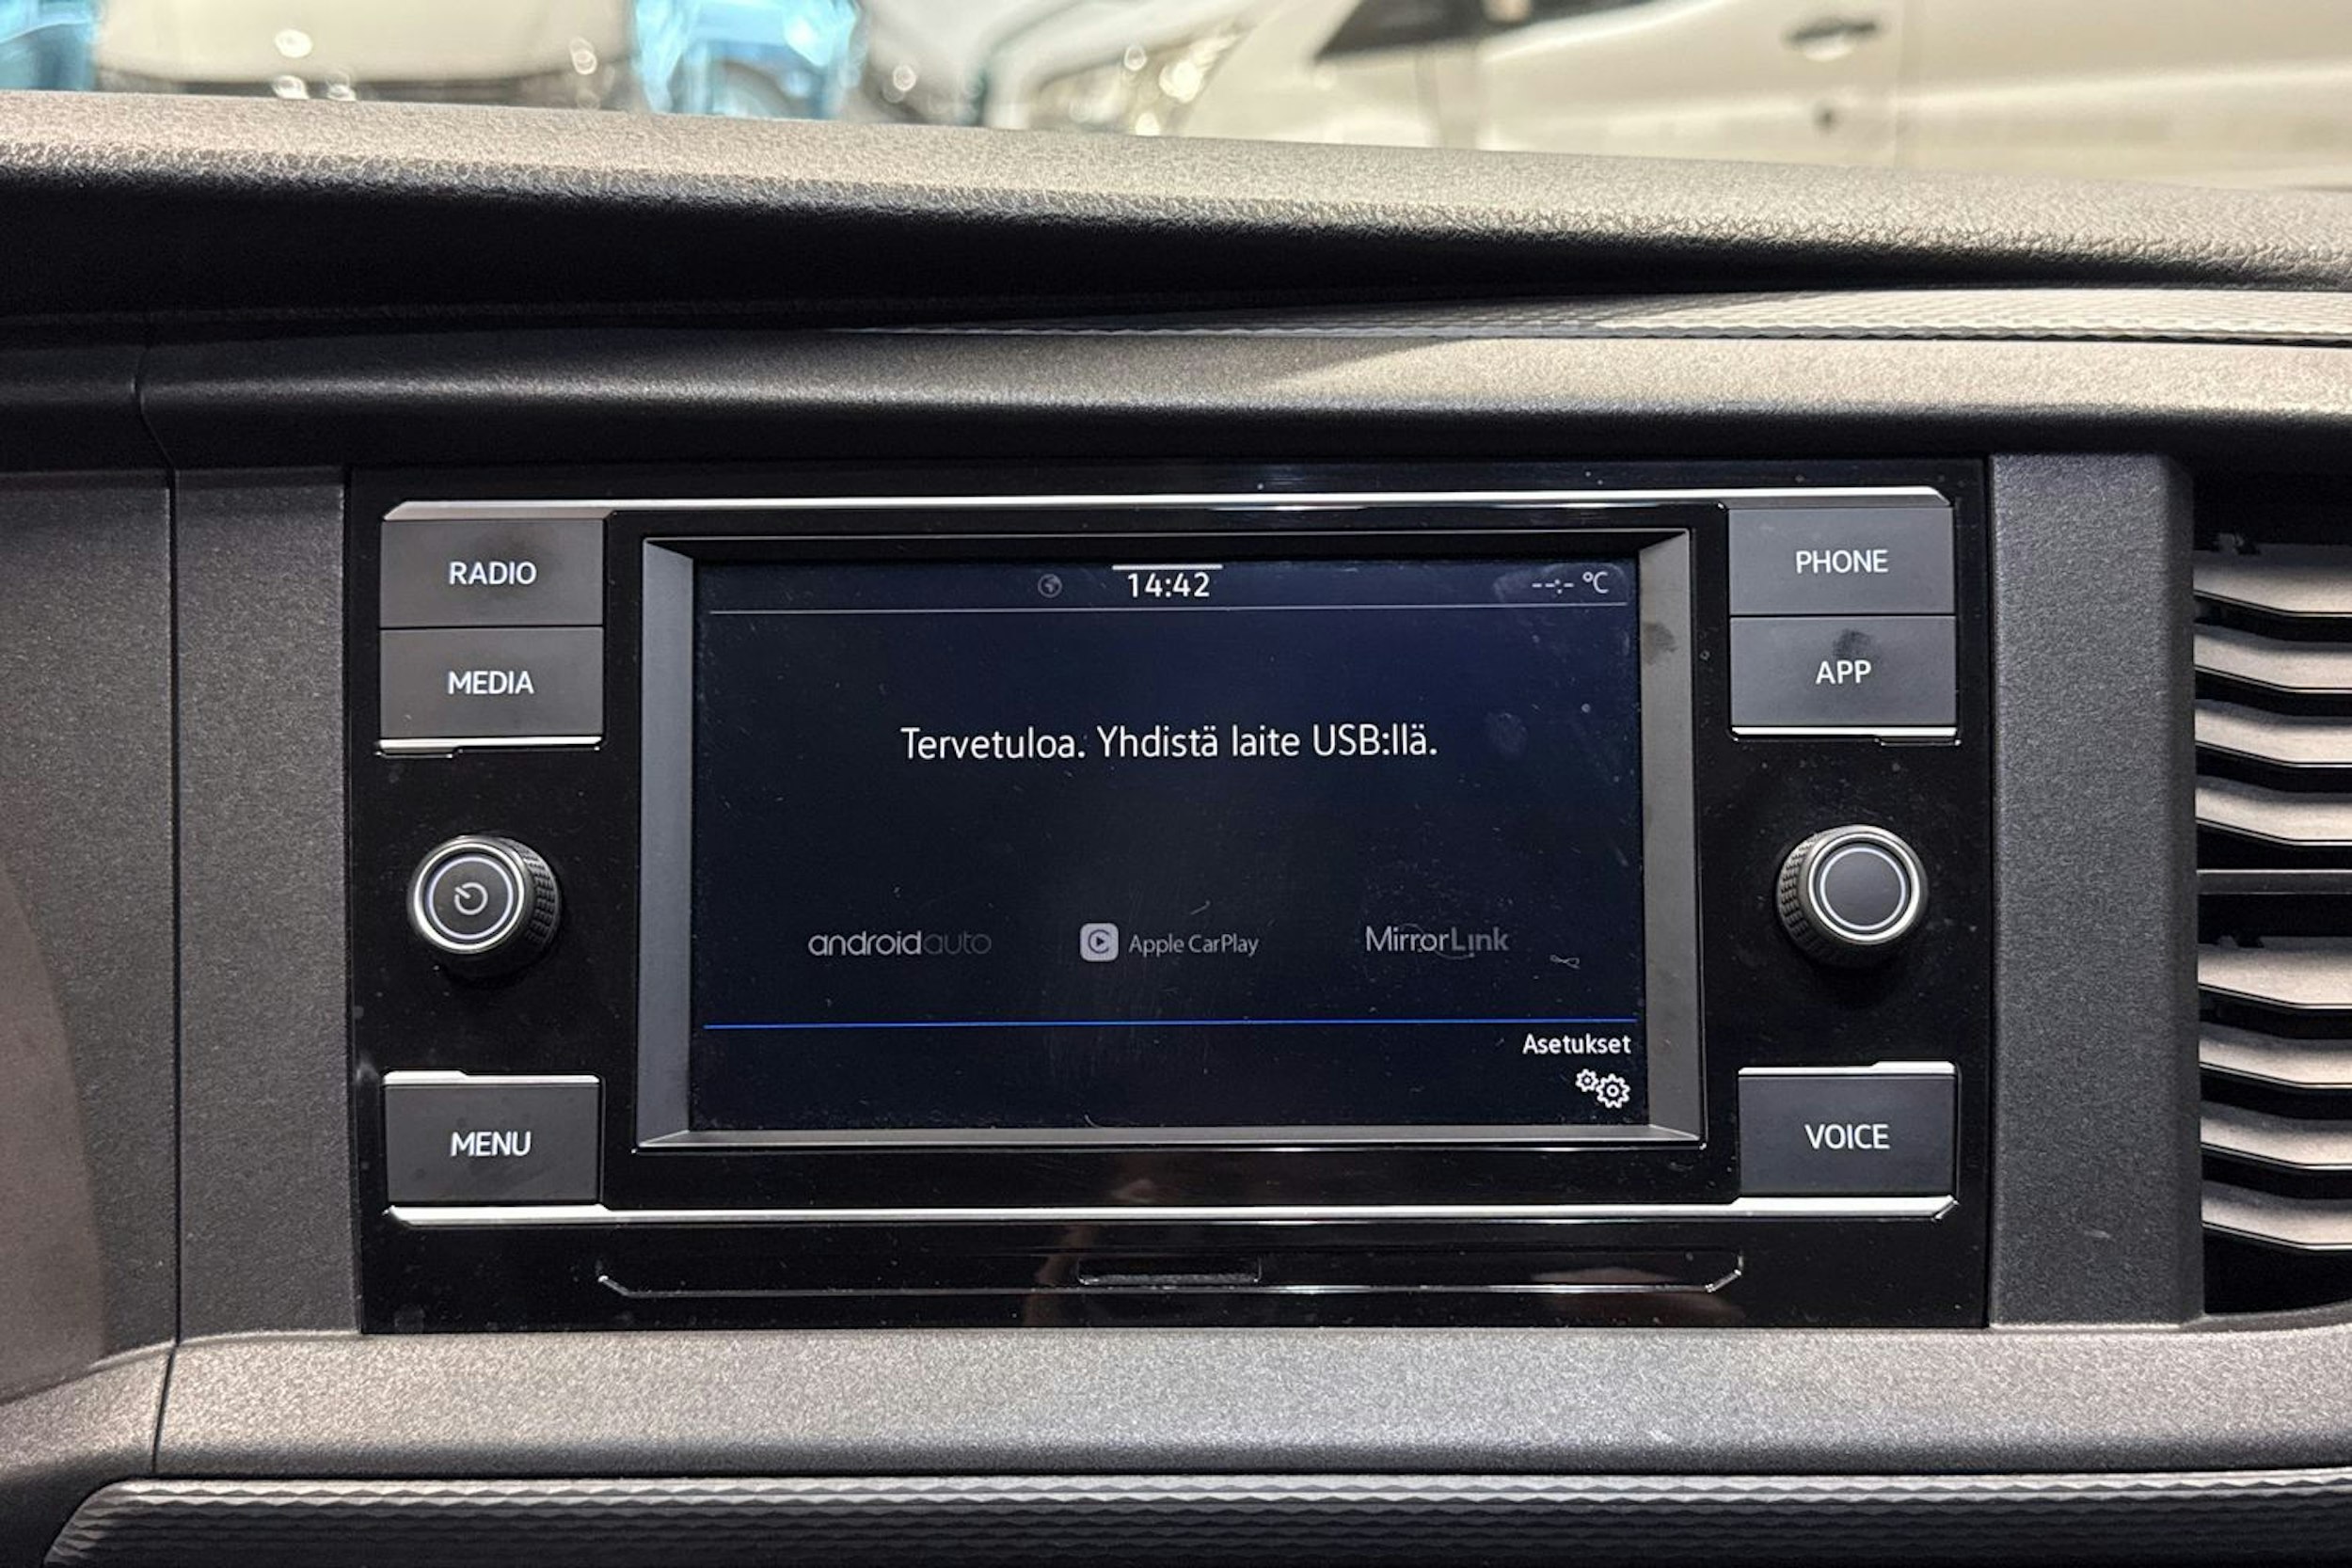 RADIO
MEDIA
MENU
14:42
--:- °C
Tervetuloa. Yhdistä laite USB:llä.
androidauto
Apple CarPlay
MirrorLink
Asetukset
PHONE
APP
VOICE